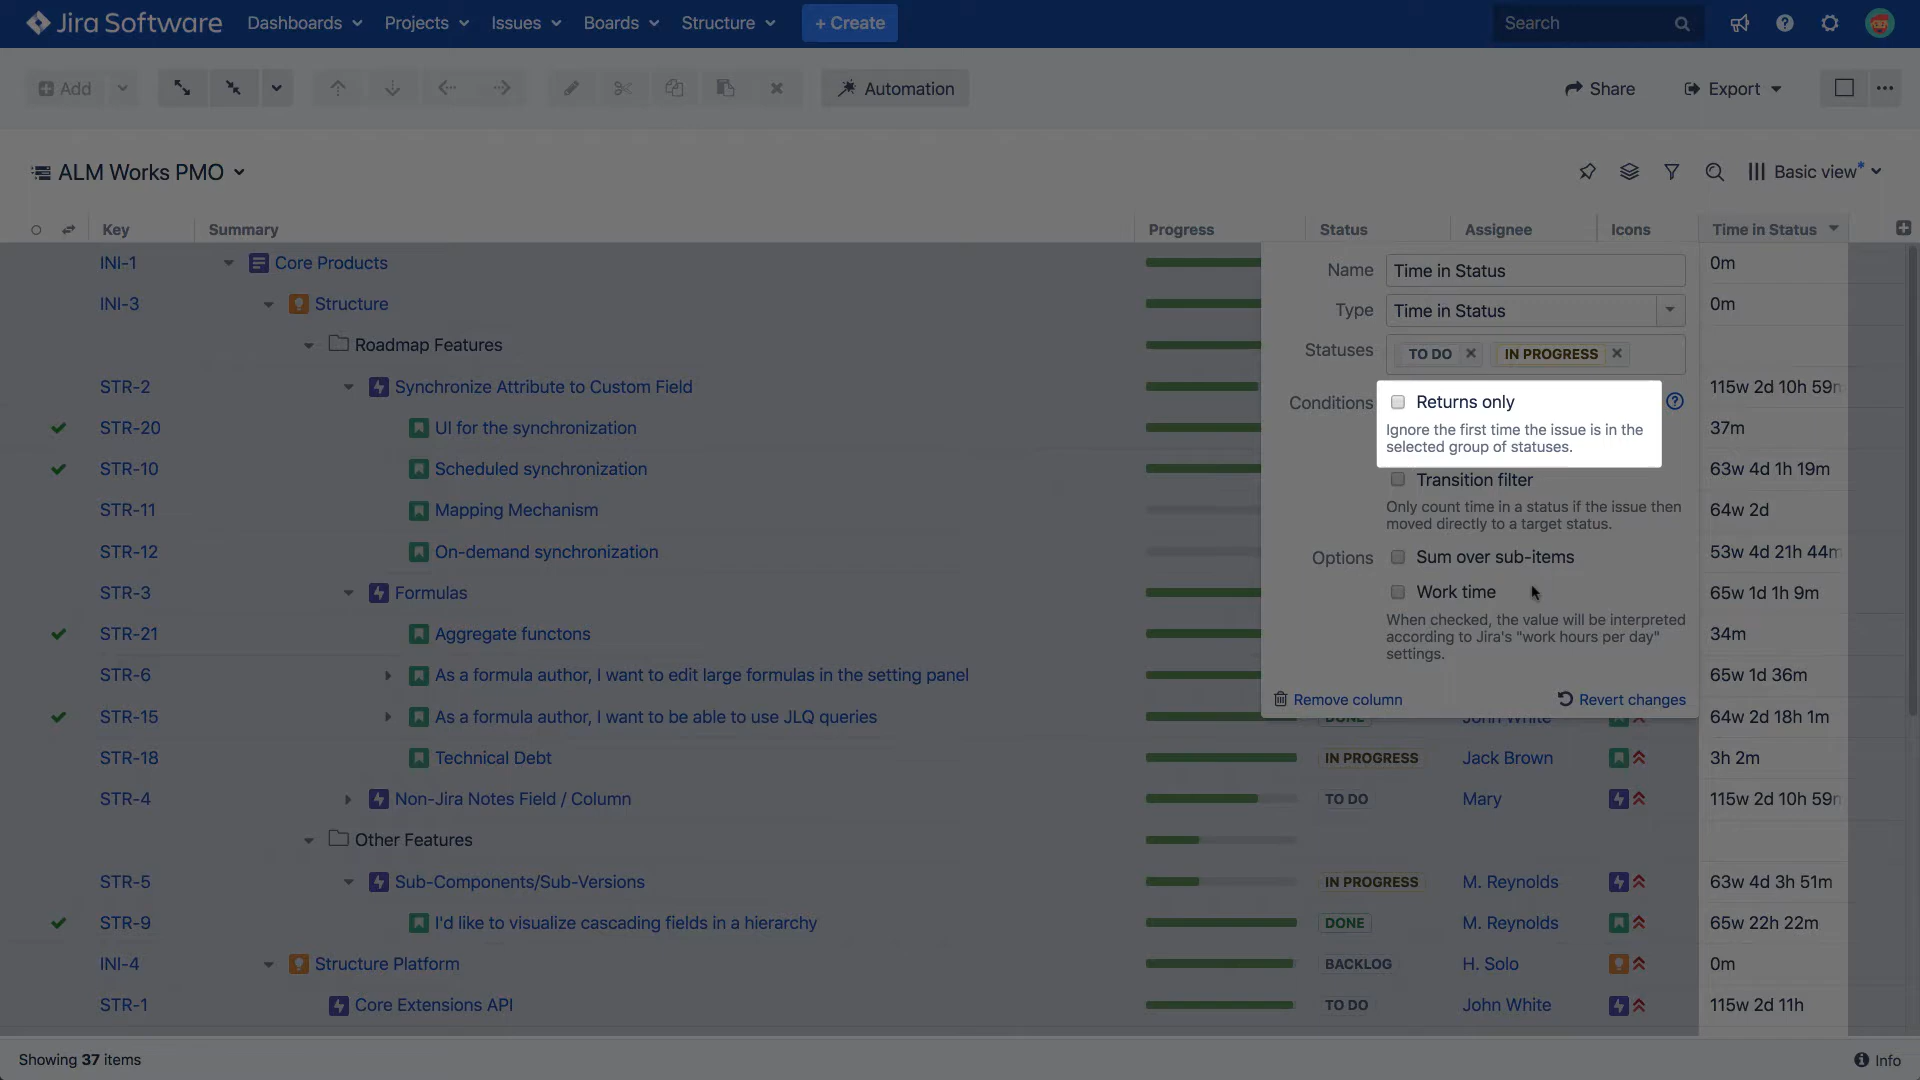 Jira Software Dashboards Projects Issues Boards Structure + Create Search
Add Automation Share Export
ALM Works PMO Basic view*
Key Summary Progress Status Assignee Icons Time in Status
INI-1 Core Products 0m
INI-3 Structure 0m
Roadmap Features
STR-2 Synchronize Attribute to Custom Field 115w 2d 10h 59m
STR-20 UI for the synchronization 37m
STR-10 Scheduled synchronization 63w 4d 1h 19m
STR-11 Mapping Mechanism 64w 2d
STR-12 On-demand synchronization 53w 4d 21h 44m
STR-3 Formulas 65w 1d 1h 9m
STR-21 Aggregate functons 34m
STR-6 As a formula author, I want to edit large formulas in the setting panel 65w 1d 36m
STR-15 As a formula author, I want to be able to use JLQ queries DONE John White 64w 2d 18h 1m
STR-18 Technical Debt IN PROGRESS Jack Brown 3h 2m
STR-4 Non-Jira Notes Field / Column TO DO Mary 115w 2d 10h 59m
Other Features
STR-5 Sub-Components/Sub-Versions IN PROGRESS M. Reynolds 63w 4d 3h 51m
STR-9 I'd like to visualize cascading fields in a hierarchy DONE M. Reynolds 65w 22h 22m
INI-4 Structure Platform BACKLOG H. Solo 0m
STR-1 Core Extensions API TO DO John White 115w 2d 11h
Name Time in Status
Type Time in Status
Statuses TO DO IN PROGRESS
Conditions Returns only
Ignore the first time the issue is in the
selected group of statuses.
Transition filter
Only count time in a status if the issue then
moved directly to a target status.
Options Sum over sub-items
Work time
When checked, the value will be interpreted
according to Jira's "work hours per day"
settings.
Remove column Revert changes
Showing 37 items Info